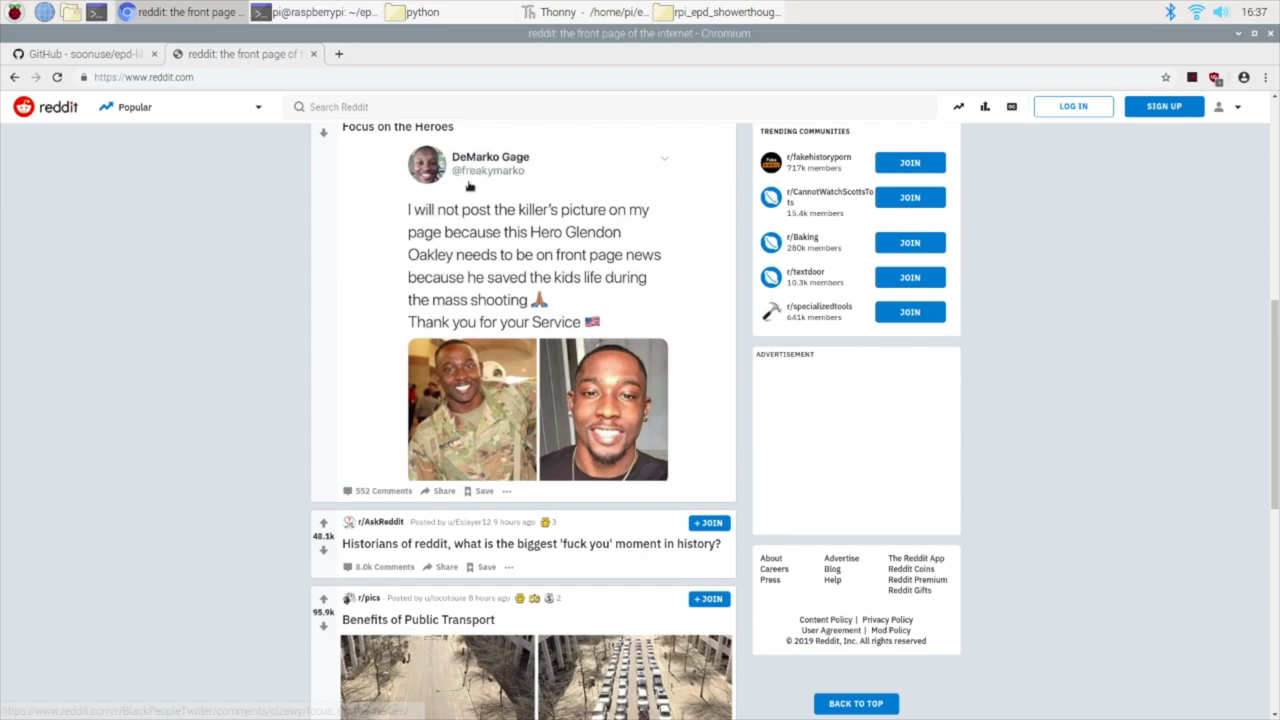 reddit: the front page ...
pi@raspberrypi: ~/ep...
python
Thonny - /home/pi/e...
rpi_epd_showerthoug...
16:37
reddit: the front page of the internet - Chromium
GitHub - soonuse/epd-li
reddit: the front page of t
https://www.reddit.com
reddit
Popular
Search Reddit
LOG IN
SIGN UP
Focus on the Heroes
DeMarko Gage
@freakymarko
I will not post the killer's picture on my
page because this Hero Glendon
Oakley needs to be on front page news
because he saved the kids life during
the mass shooting 🙏🏾
Thank you for your Service 🇺🇸
552 Comments
Share
Save
r/AskReddit · Posted by u/Eslayer12 9 hours ago 3
+ JOIN
48.1k
Historians of reddit, what is the biggest 'fuck you' moment in history?
8.0k Comments
Share
Save
r/pics · Posted by u/locotoure 8 hours ago 2
+ JOIN
95.9k
Benefits of Public Transport
TRENDING COMMUNITIES
r/fakehistoryporn
717k members
JOIN
r/CannotWatchScottsTo
ts
15.4k members
JOIN
r/Baking
280k members
JOIN
r/textdoor
10.3k members
JOIN
r/specializedtools
641k members
JOIN
ADVERTISEMENT
About Advertise The Reddit App
Careers Blog Reddit Coins
Press Help Reddit Premium
Reddit Gifts
Content Policy | Privacy Policy
User Agreement | Mod Policy
© 2019 Reddit, Inc. All rights reserved
BACK TO TOP